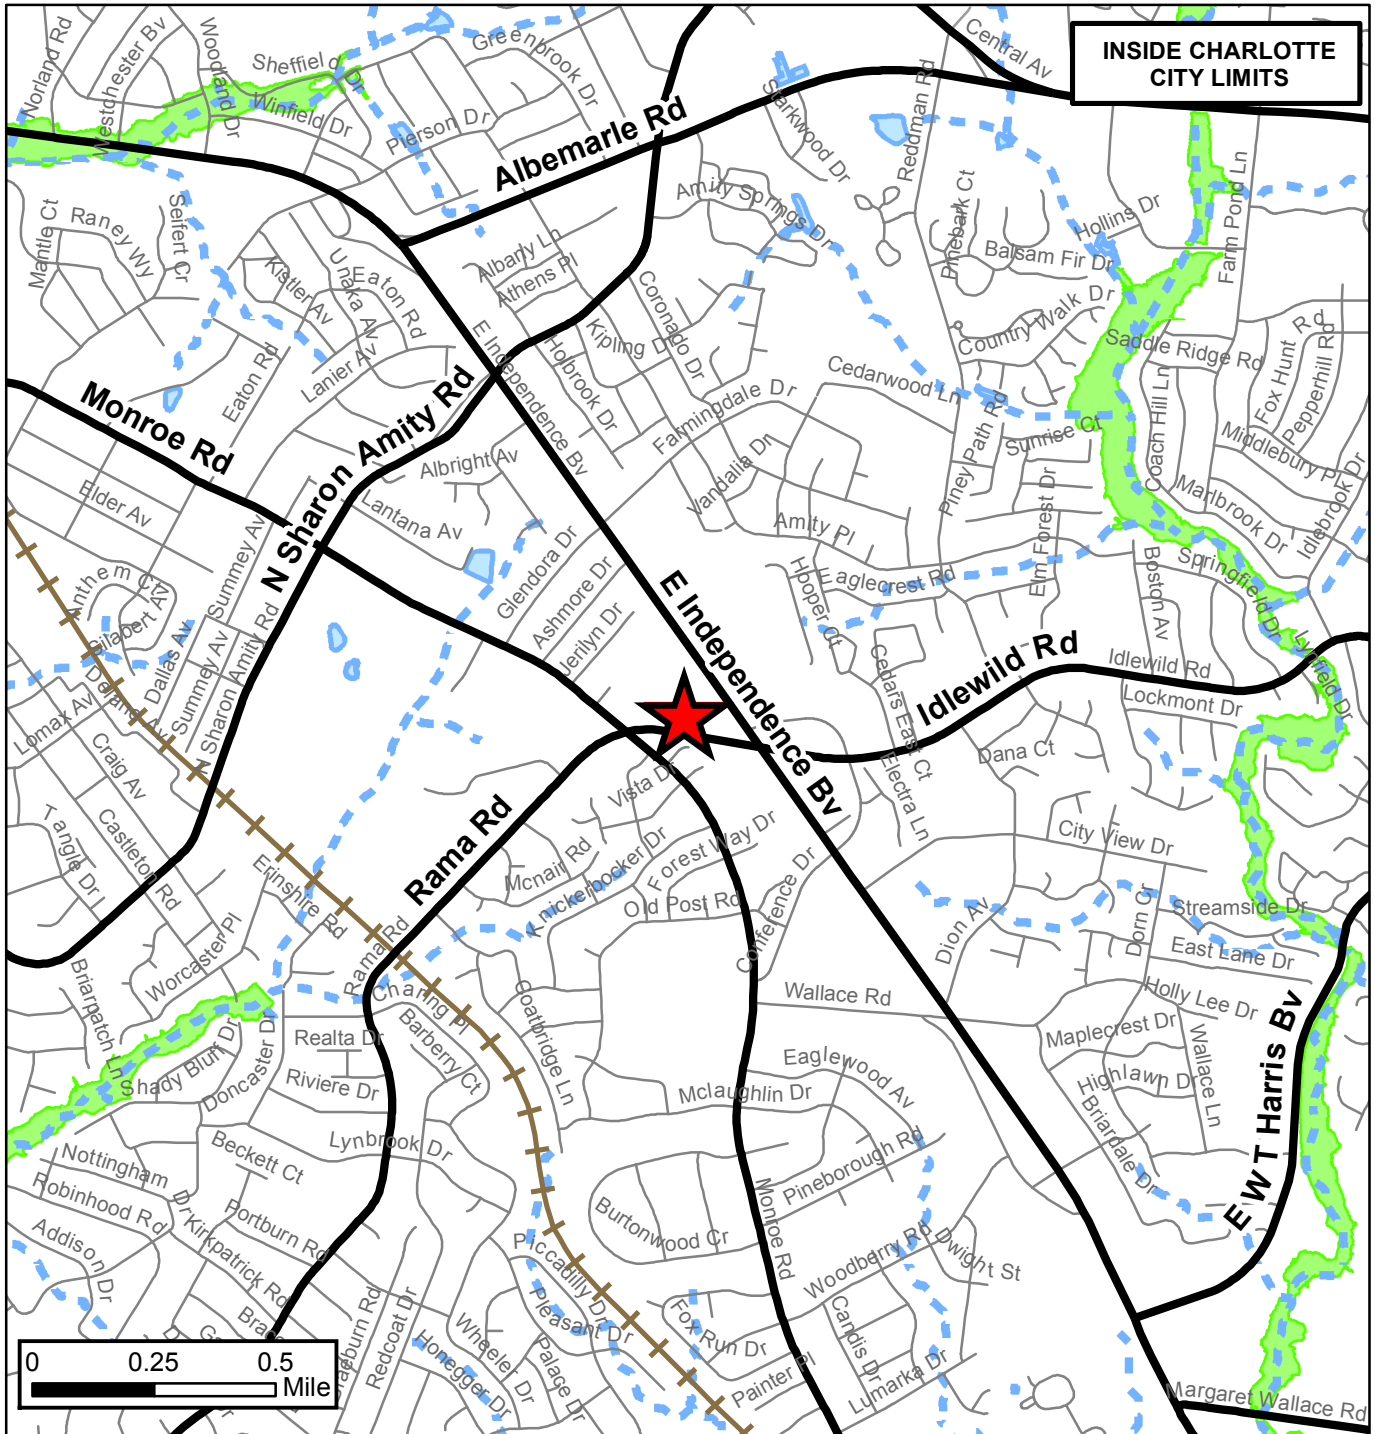 INSIDE CHARLOTTE
CITY LIMITS
Norland Rd
Westchester Bv
Woodland Dr
Sheffield Dr
Winfield Dr
Greenbrook Dr
Pierson Dr
Albemarle Rd
Central Av
Starkwood Dr
Reddman Rd
Farm Pond Ln
Mantle Ct
Raney Wy
Seifert Cr
Kistler Av
Unaka Av
Eaton Rd
Albany Ln
Athens Pl
Amity Springs Dr
Pinebark Ct
Hollins Dr
Balsam Fir Dr
Country Walk Dr
Saddle Ridge Rd
Fox Hunt Rd
Pepperhill Rd
Coronado Dr
Kipling Dr
Holbrook Dr
E Independence Bv
Eaton Rd
Lanier Av
Monroe Rd
N Sharon Amity Rd
Farmingdale Dr
Cedarwood Ln
Vandalia Dr
Piney Path Rd
Sunrise Ct
Coach Hill Ln
Middlebury Pl
Marlbrook Dr
Idlebrook Dr
Albright Av
Lantana Av
Elder Av
Summey Av
Amity Pl
Elm Forest Dr
Eaglecrest Rd
Hooper Ct
Boston Av
Springfield Dr
Lynfield Dr
Glendora Dr
Ashmore Dr
Jerilyn Dr
Anthem Ct
Gilbert Av
Dallas Av
Summey Av
N Sharon Amity Rd
Delane Av
Lomax Av
Craig Av
E Independence Bv
Idlewild Rd
Idlewild Rd
Lockmont Dr
Cedars East Ct
Electra Ln
Dana Ct
City View Dr
Vista Dr
Rama Rd
Mcnair Rd
Knickerbocker Dr
Forest Way Dr
Old Post Rd
Conference Dr
Tangle Dr
Castleton Rd
Erinshire Rd
Rama Rd
Worcaster Pl
Briarpatch Ln
Shady Bluff Dr
Doncaster Dr
Charing Pl
Barberry Ct
Coatbridge Ln
Realta Dr
Riviere Dr
Wallace Rd
Dion Av
Dorn Cr
Streamside Dr
East Lane Dr
Holly Lee Dr
Maplecrest Dr
Wallace Ln
Highlawn Dr
Briardale Dr
E W T Harris Bv
Eaglewood Av
Mclaughlin Dr
Pineborough Rd
Lynbrook Dr
Beckett Ct
Nottingham Dr
Robinhood Rd
Addison Dr
Kirkpatrick Rd
Portburn Rd
Burtonwood Cr
Monroe Rd
Woodberry Rd
Dwight St
Piccadilly Dr
Pleasant Dr
Fox Run Dr
Candis Dr
Lumarka Dr
Painter Pl
Redcoat Dr
Honegger Dr
Wheeler Dr
Palace Dr
Margaret Wallace Rd
0 0.25 0.5
Mile